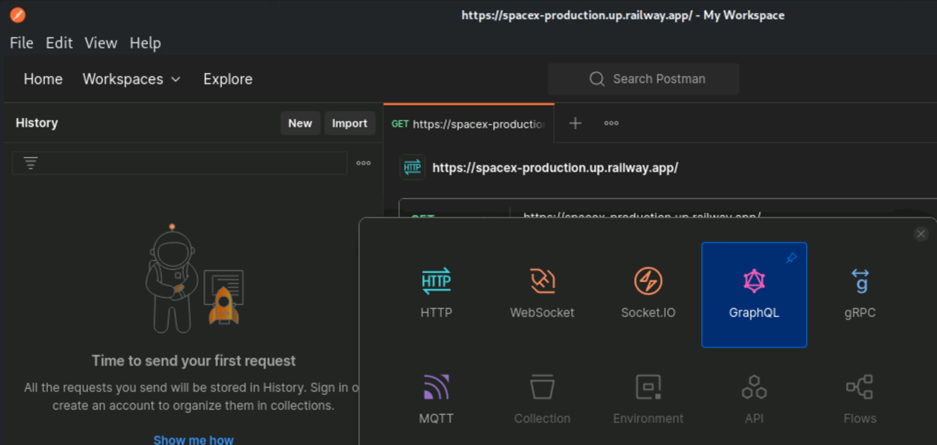 https://spacex-production.up.railway.app/ - My Workspace
File Edit View Help
Home Workspaces Explore Search Postman
History New Import
GET https://spacex-productio
HTTP https://spacex-production.up.railway.app/
GET https://spacex-production.up.railway.app/
HTTP WebSocket Socket.IO GraphQL gRPC
MQTT Collection Environment API Flows
Time to send your first request
All the requests you send will be stored in History. Sign in o
create an account to organize them in collections.
Show me how